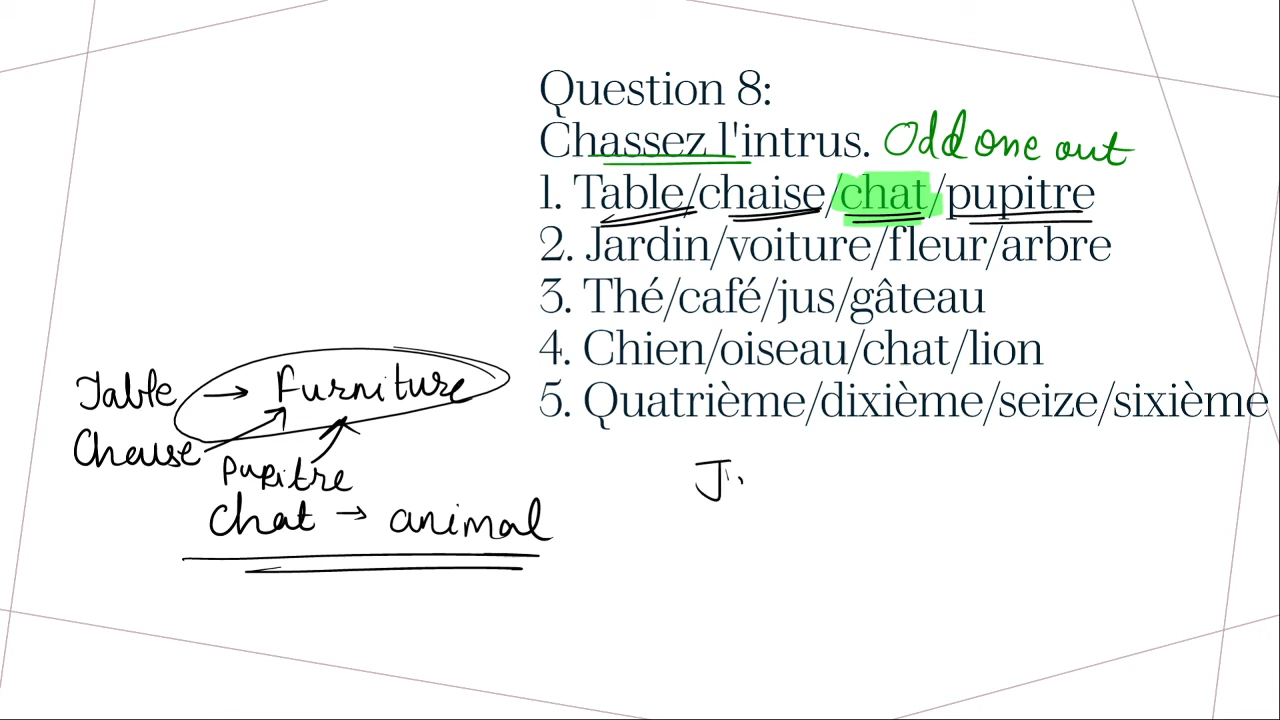 Question 8:
Chassez l'intrus. Odd one out
1. Table/chaise/chat/pupitre
2. Jardin/voiture/fleur/arbre
3. Thé/café/jus/gâteau
4. Chien/oiseau/chat/lion
5. Quatrième/dixième/seize/sixième
Table → Furniture
Chaise
Pupitre
Chat → animal
J